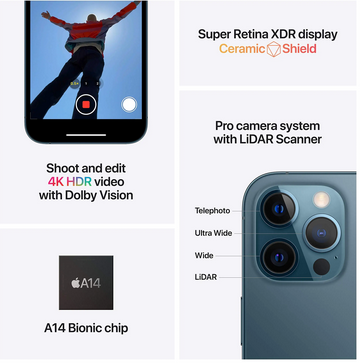 Super Retina XDR display
Ceramic Shield
Shoot and edit
4K HDR video
with Dolby Vision
Pro camera system
with LiDAR Scanner
Telephoto
Ultra Wide
Wide
LiDAR
A14
A14 Bionic chip